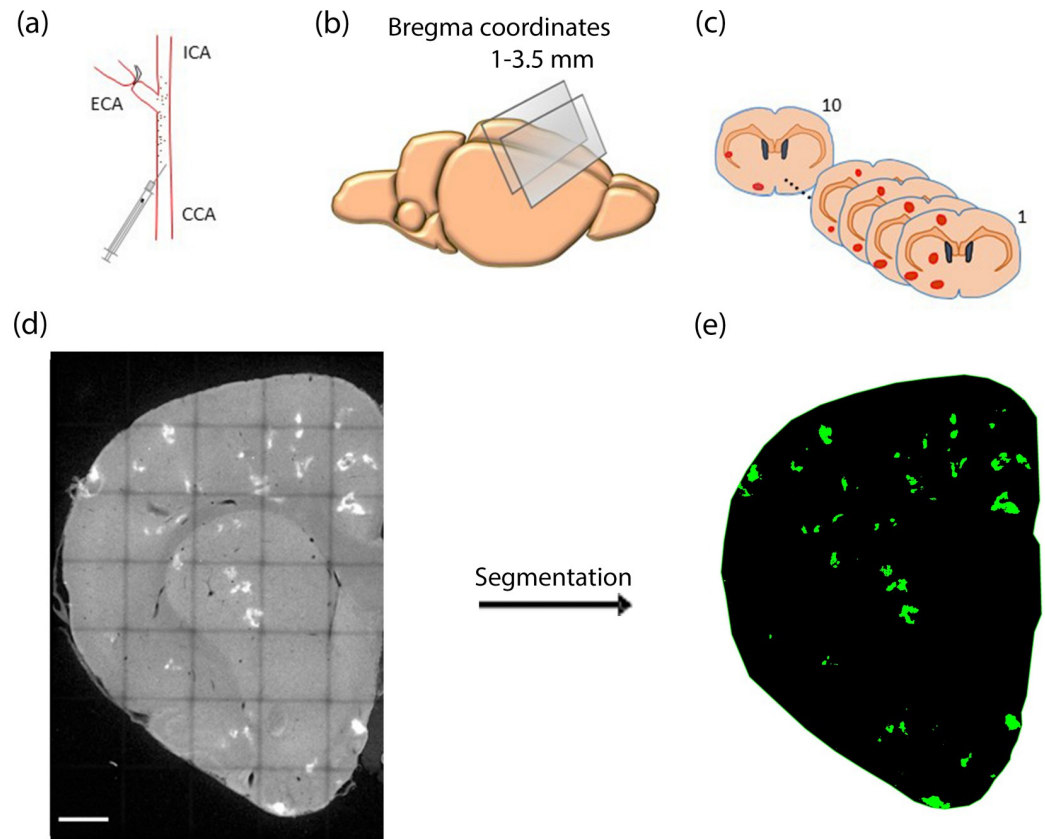 (a)
ICA
ECA
CCA
(b)
Bregma coordinates
1-3.5 mm
(c)
10
1
(d)
Segmentation
(e)